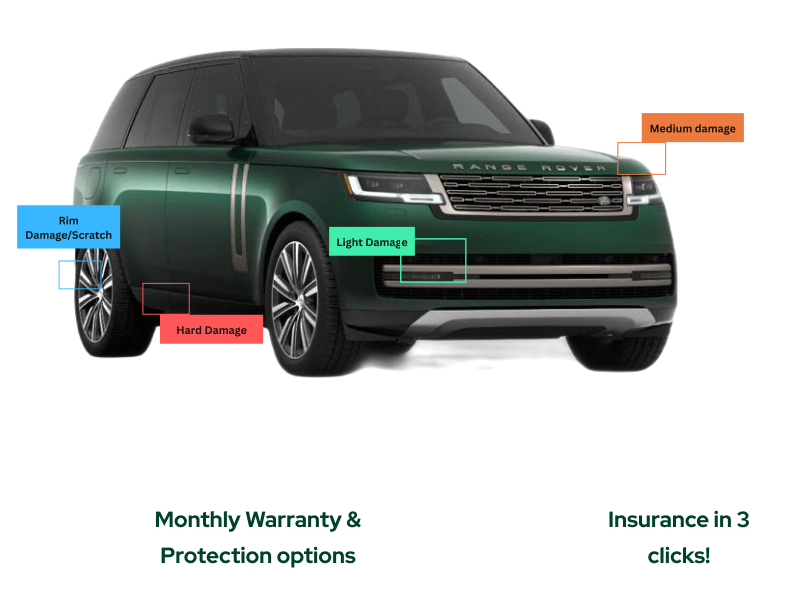 Medium damage
RANGE ROVER
Rim
Damage/Scratch
Light Damage
Hard Damage
Monthly Warranty &
Protection options
Insurance in 3
clicks!